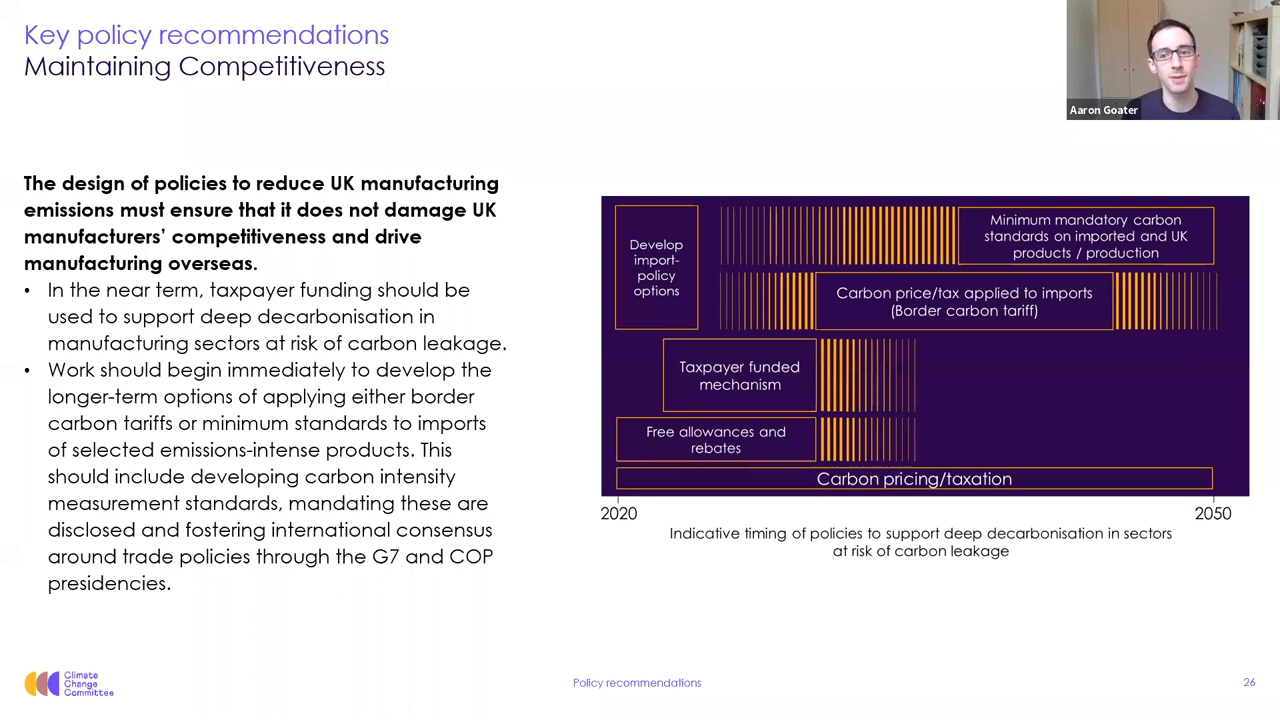 Key policy recommendations
Maintaining Competitiveness
Aaron Goater
The design of policies to reduce UK manufacturing
emissions must ensure that it does not damage UK
manufacturers’ competitiveness and drive
manufacturing overseas.
• In the near term, taxpayer funding should be
used to support deep decarbonisation in
manufacturing sectors at risk of carbon leakage.
• Work should begin immediately to develop the
longer-term options of applying either border
carbon tariffs or minimum standards to imports
of selected emissions-intense products. This
should include developing carbon intensity
measurement standards, mandating these are
disclosed and fostering international consensus
around trade policies through the G7 and COP
presidencies.
Develop
import-
policy
options
Minimum mandatory carbon
standards on imported and UK
products / production
Carbon price/tax applied to imports
(Border carbon tariff)
Taxpayer funded
mechanism
Free allowances and
rebates
Carbon pricing/taxation
2020
2050
Indicative timing of policies to support deep decarbonisation in sectors
at risk of carbon leakage
Climate
Change
Committee
Policy recommendations
26